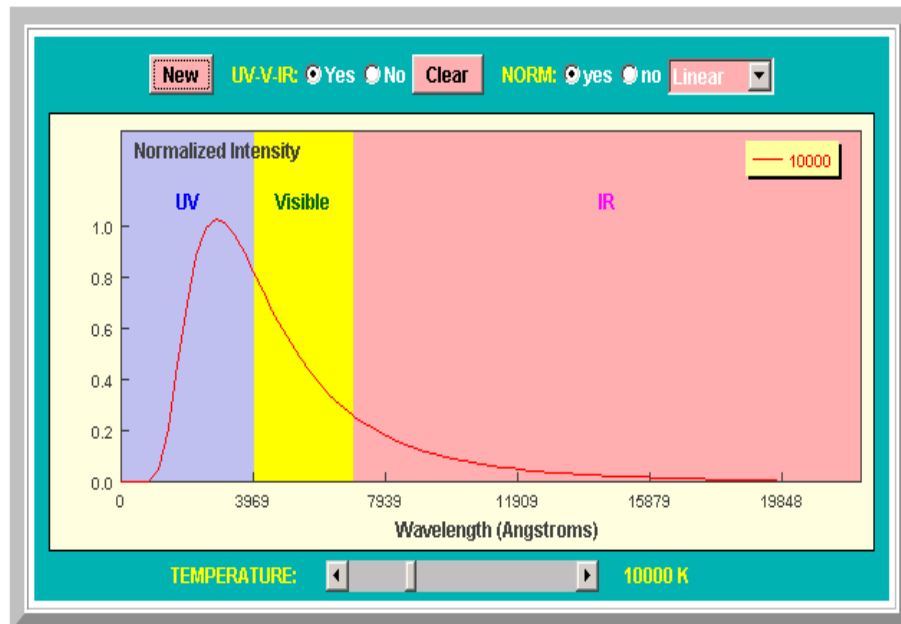 New UV-V-IR: Yes No Clear NORM: yes no Linear
Normalized Intensity
10000
UV Visible IR
1.0
0.8
0.6
0.4
0.2
0.0
0 3969 7939 11909 15879 19848
Wavelength (Angstroms)
TEMPERATURE: 10000 K